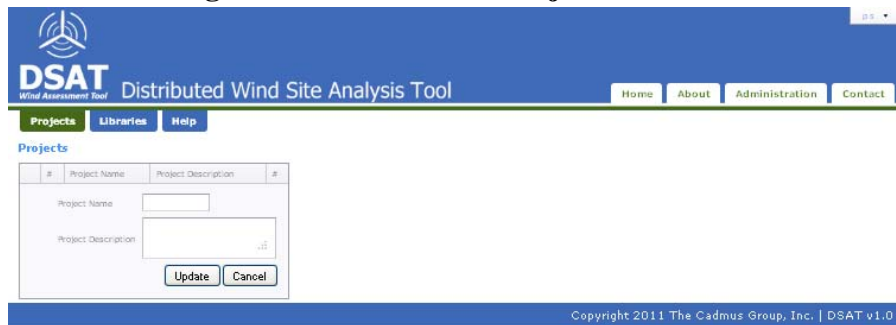 ps
DSAT
Wind Assessment Tool
Distributed Wind Site Analysis Tool
Home About Administration Contact
Projects Libraries Help
Projects
# Project Name Project Description #
Project Name
Project Description
Update Cancel
Copyright 2011 The Cadmus Group, Inc. | DSAT v1.0